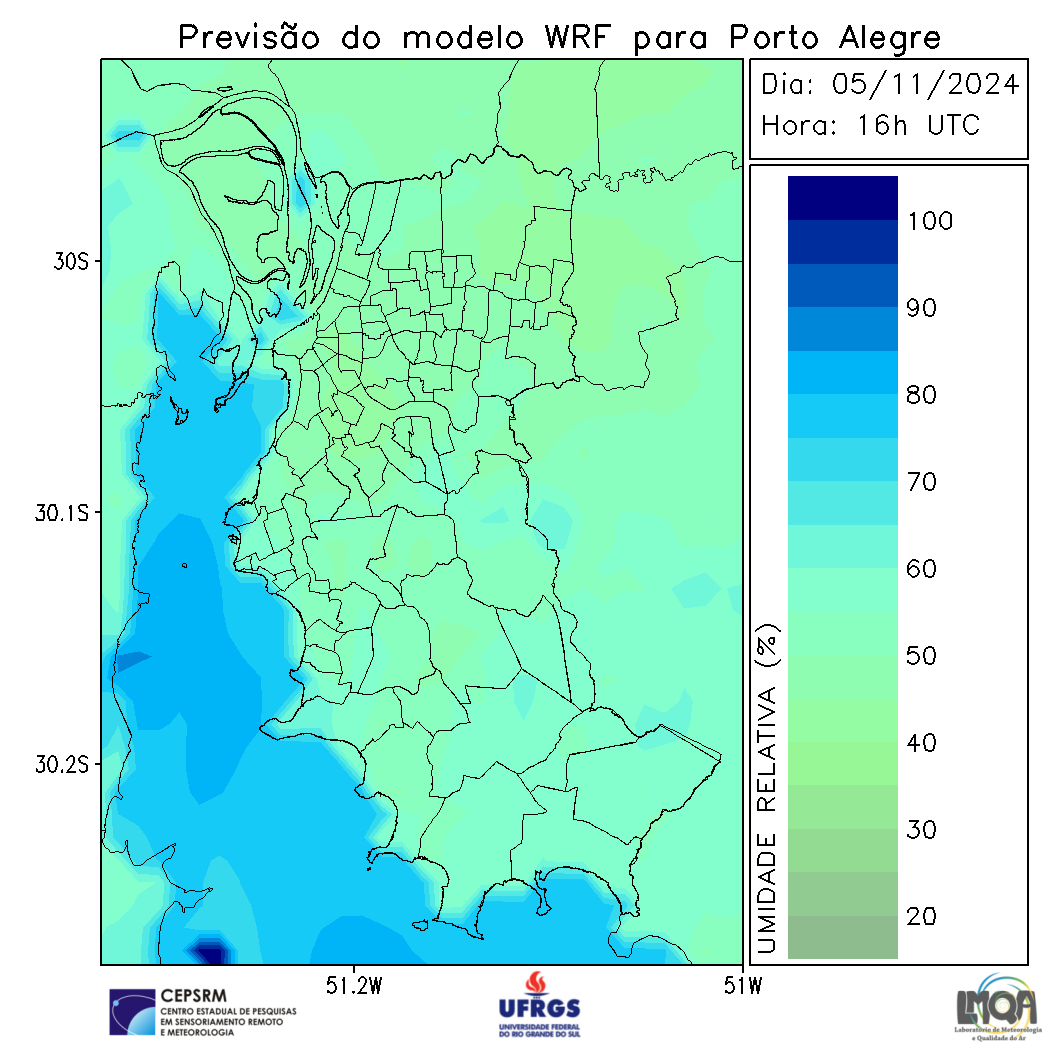 Previsão do modelo WRF para Porto Alegre
Dia: 05/11/2024
Hora: 16h UTC
100
90
80
70
60
50
40
30
20
UMIDADE RELATIVA (%)
30S
30.1S
30.2S
51.2W
51W
CEPSRM
CENTRO ESTADUAL DE PESQUISAS
EM SENSORIAMENTO REMOTO
E METEOROLOGIA
UFRGS
UNIVERSIDADE FEDERAL
DO RIO GRANDE DO SUL
LMQA
Laboratório de Meteorologia
e Qualidade do Ar